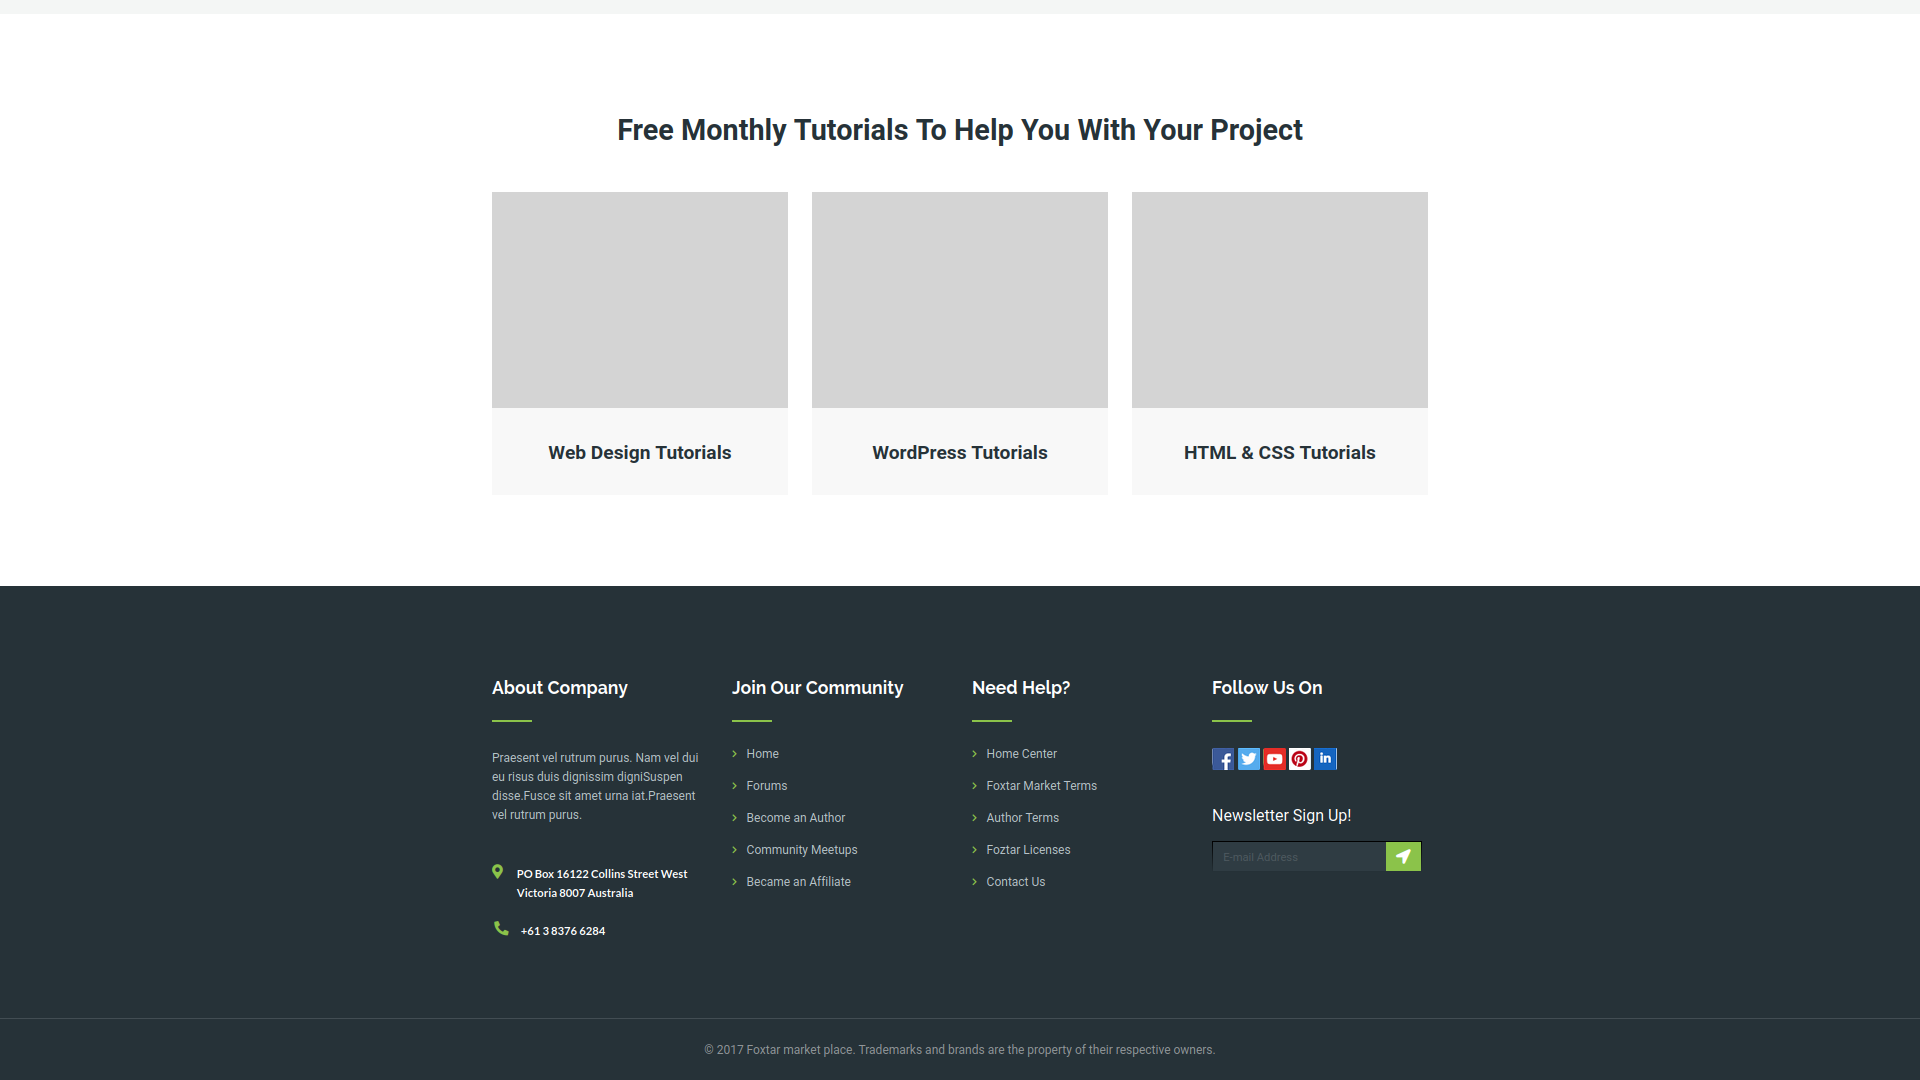 Free Monthly Tutorials To Help You With Your Project
Web Design Tutorials
WordPress Tutorials
HTML & CSS Tutorials
About Company
Praesent vel rutrum purus. Nam vel dui
eu risus duis dignissim digniSuspen
disse.Fusce sit amet urna iat.Praesent
vel rutrum purus.
PO Box 16122 Collins Street West
Victoria 8007 Australia
+61 3 8376 6284
Join Our Community
Home
Forums
Become an Author
Community Meetups
Became an Affiliate
Need Help?
Home Center
Foxtar Market Terms
Author Terms
Foztar Licenses
Contact Us
Follow Us On
Newsletter Sign Up!
E-mail Address
© 2017 Foxtar market place. Trademarks and brands are the property of their respective owners.